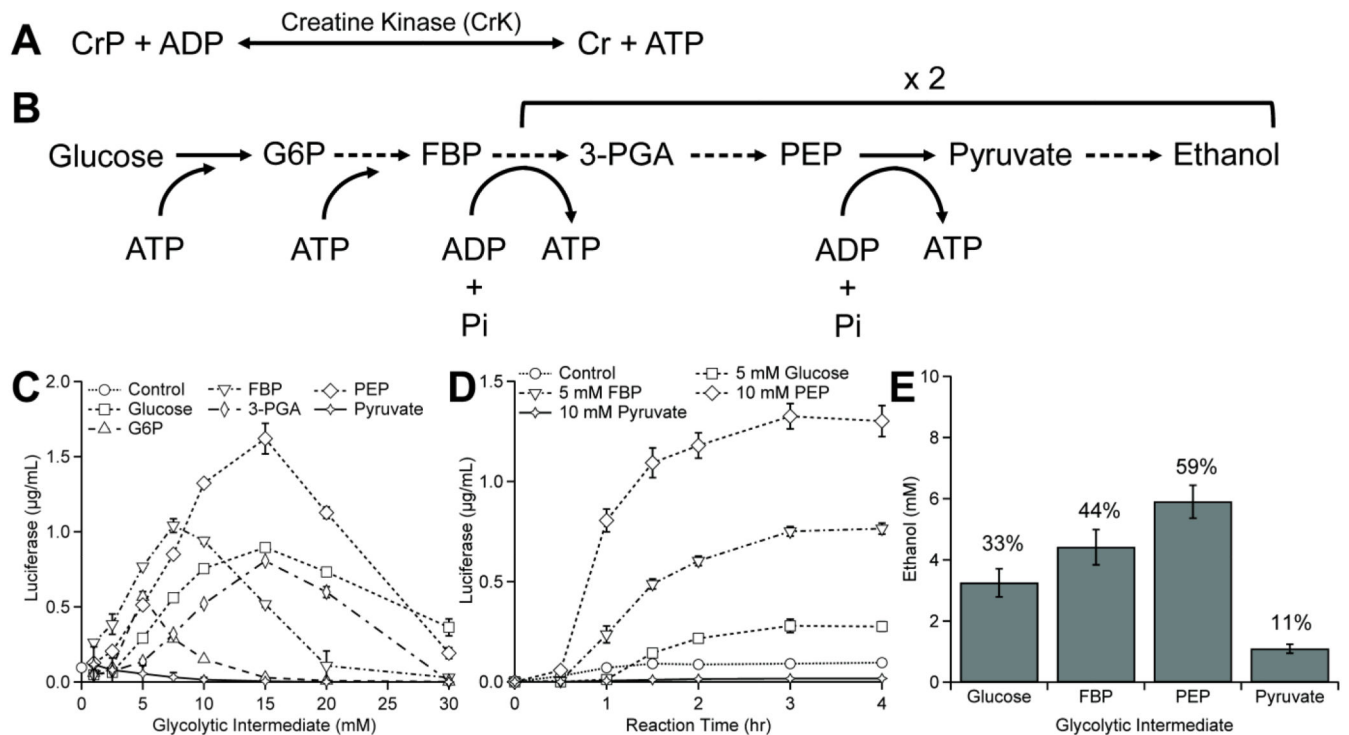 A
CrP + ADP
Creatine Kinase (CrK)
Cr + ATP
B
x 2
Glucose
G6P
FBP
3-PGA
PEP
Pyruvate
Ethanol
ATP
ATP
ADP
ATP
ADP
ATP
+
+
Pi
Pi
C
Control
FBP
PEP
Glucose
3-PGA
Pyruvate
G6P
2.0
1.5
1.0
0.5
0.0
Luciferase (µg/mL)
0 5 10 15 20 30
Glycolytic Intermediate (mM)
D
Control
5 mM Glucose
5 mM FBP
10 mM PEP
10 mM Pyruvate
1.5
1.0
0.5
0.0
Luciferase (µg/mL)
0 1 2 3 4
Reaction Time (hr)
E
10
8
6
4
2
0
Ethanol (mM)
33%
44%
59%
11%
Glucose FBP PEP Pyruvate
Glycolytic Intermediate